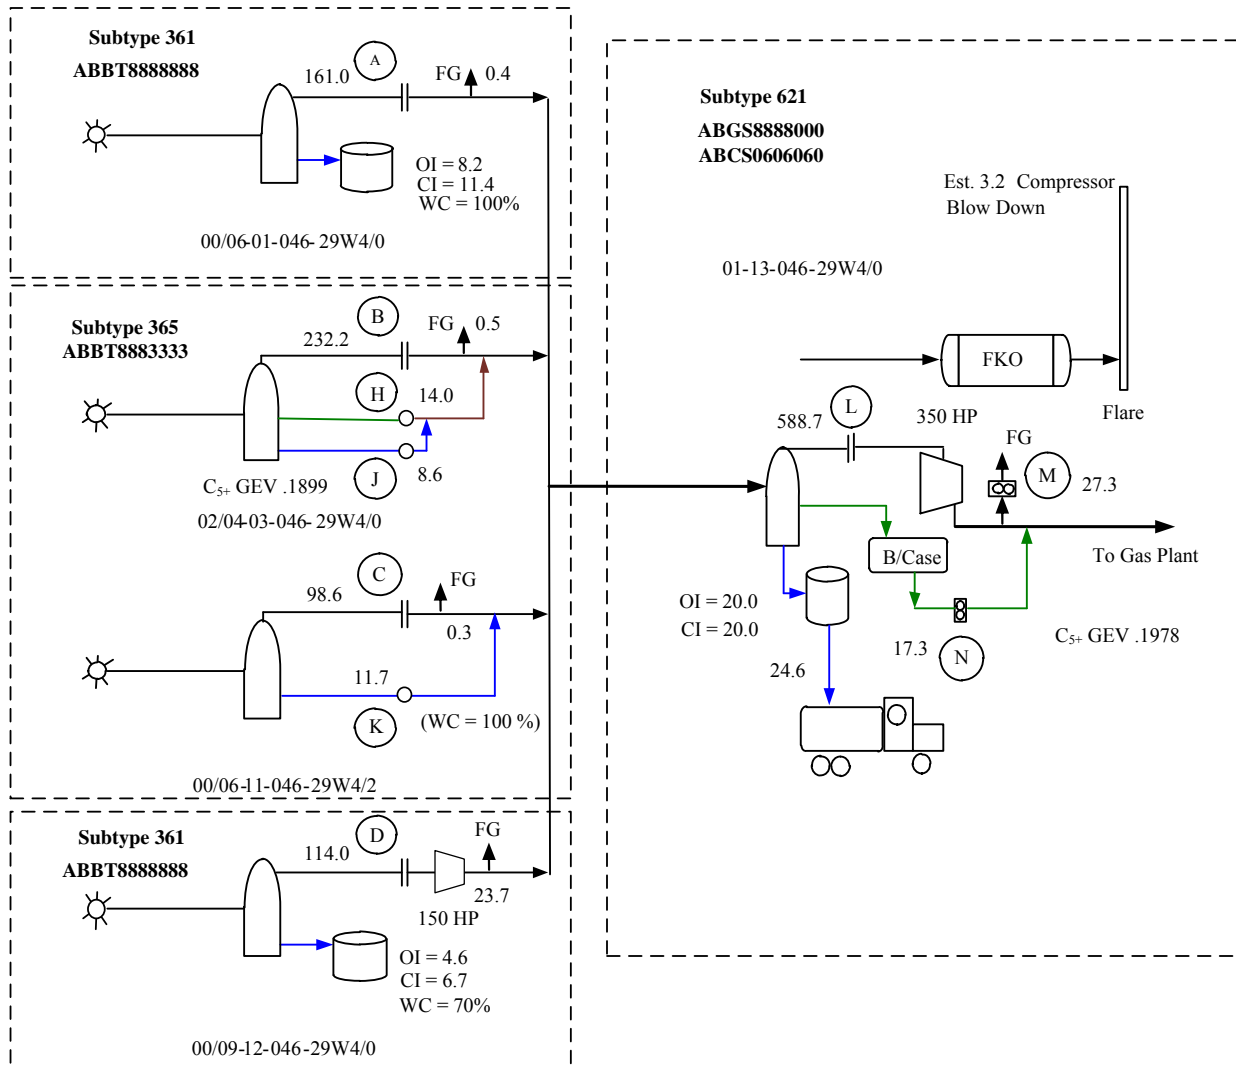 Subtype 361
ABBT8888888
A
161.0
FG
0.4
OI = 8.2
CI = 11.4
WC = 100%
00/06-01-046-29W4/0
Subtype 365
ABBT8883333
B
232.2
FG
0.5
H
14.0
J
8.6
C5+ GEV .1899
02/04-03-046-29W4/0
C
98.6
FG
0.3
11.7
K
(WC = 100 %)
00/06-11-046-29W4/2
Subtype 361
ABBT8888888
D
114.0
FG
23.7
150 HP
OI = 4.6
CI = 6.7
WC = 70%
00/09-12-046-29W4/0
Subtype 621
ABGS8888000
ABCS0606060
Est. 3.2 Compressor
Blow Down
01-13-046-29W4/0
FKO
Flare
L
588.7
350 HP
FG
M
27.3
To Gas Plant
B/Case
OI = 20.0
CI = 20.0
17.3
N
C5+ GEV .1978
24.6